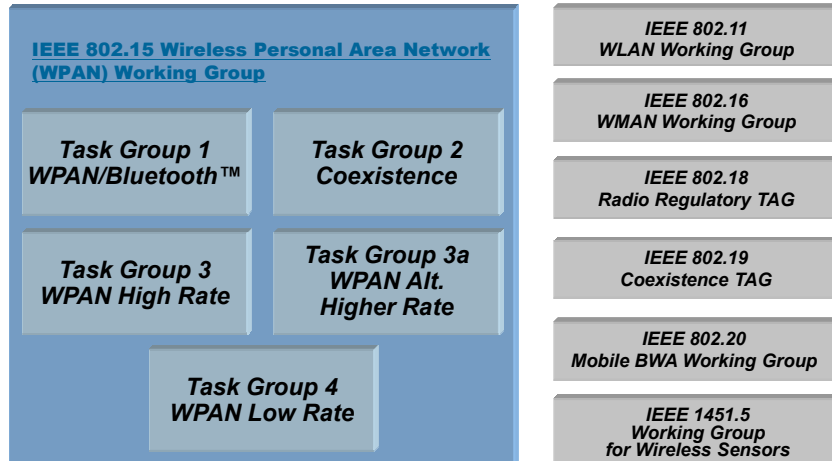 IEEE 802.15 Wireless Personal Area Network
(WPAN) Working Group
Task Group 1
WPAN/Bluetooth™
Task Group 2
Coexistence
Task Group 3
WPAN High Rate
Task Group 3a
WPAN Alt.
Higher Rate
Task Group 4
WPAN Low Rate
IEEE 802.11
WLAN Working Group
IEEE 802.16
WMAN Working Group
IEEE 802.18
Radio Regulatory TAG
IEEE 802.19
Coexistence TAG
IEEE 802.20
Mobile BWA Working Group
IEEE 1451.5
Working Group
for Wireless Sensors